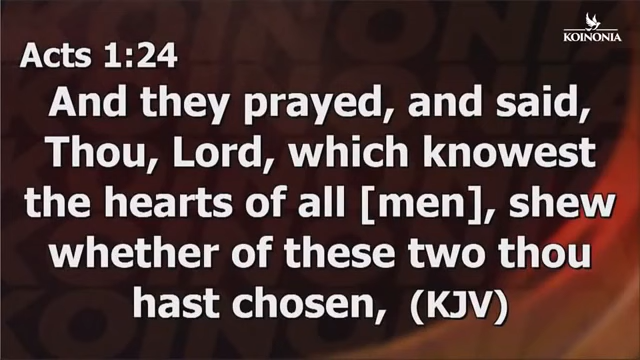 KOINONIA
Acts 1:24
And they prayed, and said,
Thou, Lord, which knowest
the hearts of all [men], shew
whether of these two thou
hast chosen, (KJV)